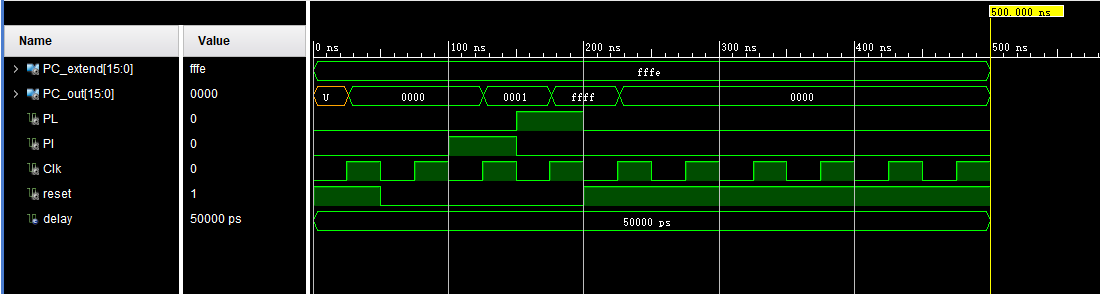 500.000 ns
Name Value
0 ns 100 ns 200 ns 300 ns 400 ns 500 ns
PC_extend[15:0] fffe fffe
PC_out[15:0] 0000 U 0000 0001 ffff 0000
PL 0
PI 0
Clk 0
reset 1
delay 50000 ps 50000 ps